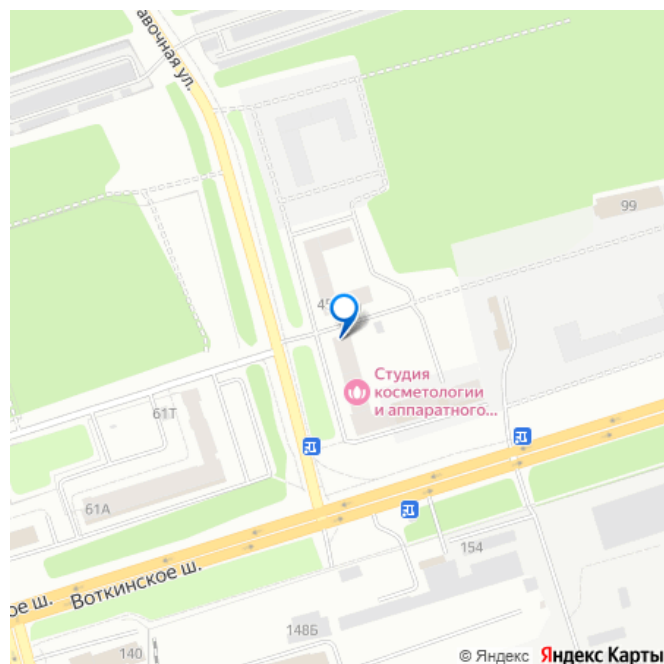 авочная ул.
99
45
Студия
косметологии
и аппаратного...
61Т
61А
154
Воткинское ш.
ое ш.
148Б
140
© Яндекс Яндекс Карты